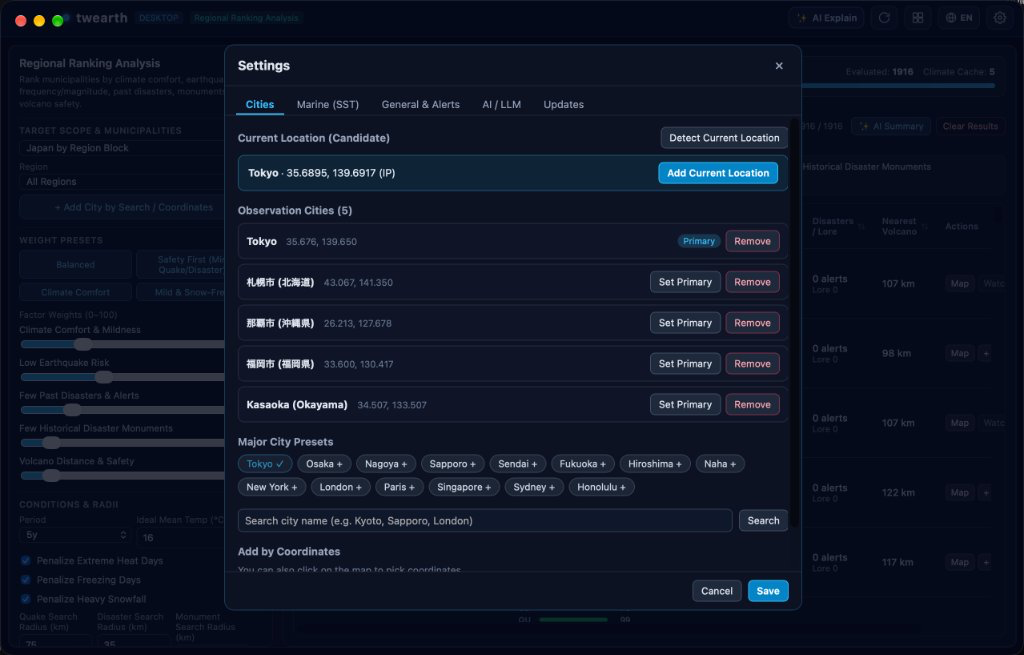 twearth DESKTOP Regional Ranking Analysis
AI Explain EN
Regional Ranking Analysis
Rank municipalities by climate comfort, earthquake
frequency/magnitude, past disasters, monuments
volcano safety.
TARGET SCOPE & MUNICIPALITIES
Japan by Region Block
Region
All Regions
+ Add City by Search / Coordinates
WEIGHT PRESETS
Balanced
Safety First (Min
Quake/Disaster)
Climate Comfort
Mild & Snow-Fre
Factor Weights (0–100)
Climate Comfort & Mildness
Low Earthquake Risk
Few Past Disasters & Alerts
Few Historical Disaster Monuments
Volcano Distance & Safety
CONDITIONS & RADII
Period
Ideal Mean Temp (°C
5y
16
Penalize Extreme Heat Days
Penalize Freezing Days
Penalize Heavy Snowfall
Quake Search
Radius (km)
Disaster Search
Radius (km)
Monument
Search Radius
(km)
75
35
Settings
Cities Marine (SST) General & Alerts AI / LLM Updates
Current Location (Candidate)
Detect Current Location
Tokyo · 35.6895, 139.6917 (IP)
Add Current Location
Observation Cities (5)
Tokyo 35.676, 139.650 Primary Remove
札幌市 (北海道) 43.067, 141.350 Set Primary Remove
那覇市 (沖縄県) 26.213, 127.678 Set Primary Remove
福岡市 (福岡県) 33.600, 130.417 Set Primary Remove
Kasaoka (Okayama) 34.507, 133.507 Set Primary Remove
Major City Presets
Tokyo ✓ Osaka + Nagoya + Sapporo + Sendai + Fukuoka + Hiroshima + Naha +
New York + London + Paris + Singapore + Sydney + Honolulu +
Search city name (e.g. Kyoto, Sapporo, London)
Search
Add by Coordinates
You can also click on the map to pick coordinates
Cancel Save
Evaluated: 1916 Climate Cache: 5
916 / 1916 AI Summary Clear Results
Historical Disaster Monuments
Disasters
/ Lore
Nearest
Volcano
Actions
0 alerts
Lore 0
107 km Map Watc
0 alerts
Lore 0
98 km Map +
0 alerts
Lore 0
107 km Map Watc
0 alerts
Lore 0
122 km Map +
0 alerts
Lore 0
117 km Map +
99